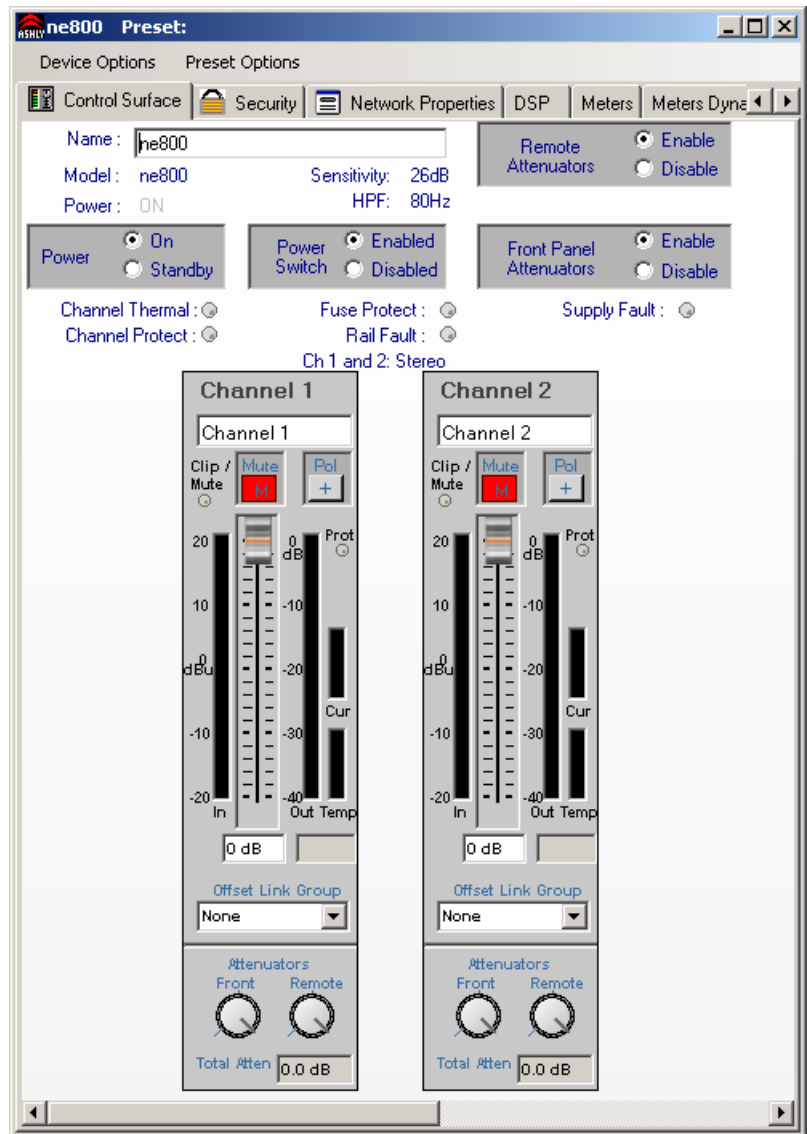 ASHLY ne800 Preset:
Device Options Preset Options
Control Surface Security Network Properties DSP Meters Meters Dyna
Name : ne800
Remote Attenuators Enable Disable
Model : ne800 Sensitivity: 26dB
Power : ON HPF: 80Hz
Power On Standby
Power Switch Enabled Disabled
Front Panel Attenuators Enable Disable
Channel Thermal : Fuse Protect : Supply Fault :
Channel Protect : Rail Fault :
Ch 1 and 2: Stereo
Channel 1
Channel 1
Clip / Mute Mute Pol
M +
20 0 dB Prot
10 -10
0 dBu -20
Cur
-10 -30
-20 -40
In Out Temp
0 dB
Offset Link Group
None
Attenuators
Front Remote
Total Atten 0.0 dB
Channel 2
Channel 2
Clip / Mute Mute Pol
M +
20 0 dB Prot
10 -10
0 dBu -20
Cur
-10 -30
-20 -40
In Out Temp
0 dB
Offset Link Group
None
Attenuators
Front Remote
Total Atten 0.0 dB